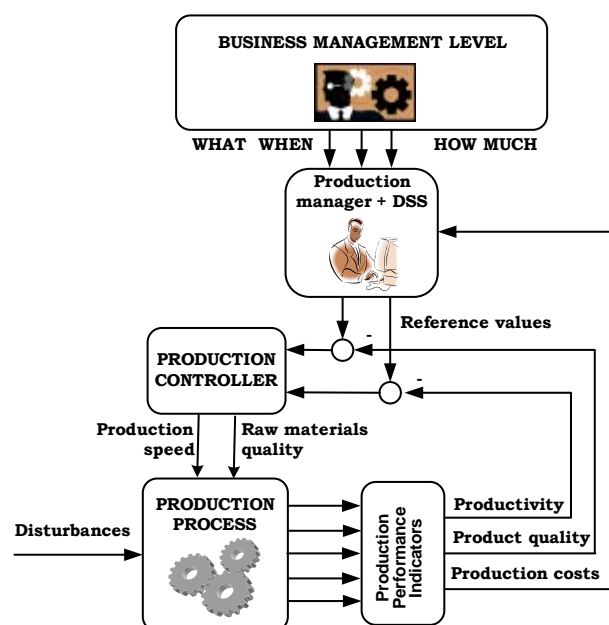 BUSINESS MANAGEMENT LEVEL
WHAT WHEN HOW MUCH
Production
manager + DSS
Reference values
-
-
PRODUCTION
CONTROLLER
Production
speed
Raw materials
quality
Disturbances
PRODUCTION
PROCESS
Production
Performance
Indicators
Productivity
Product quality
Production costs